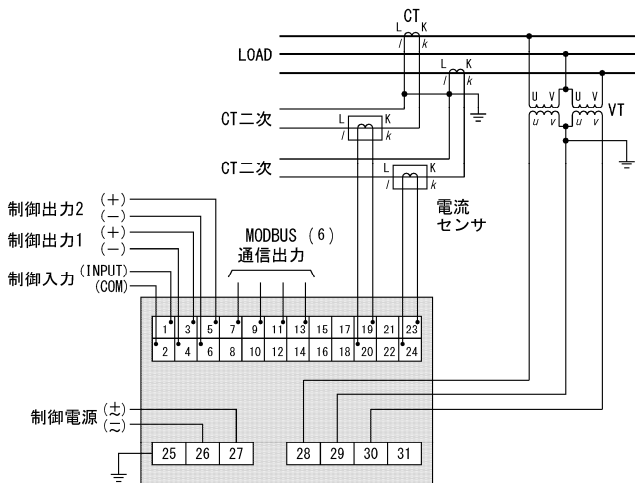 CT
L K
l k
LOAD
L K
l k
U V U V
VT
u v u v
CT二次
L K
l k
CT二次
L K
l k
電流
センサ
制御出力2 (+)
(−)
制御出力1 (+)
(−)
MODBUS (6)
通信出力
制御入力 (INPUT)
(COM)
1 3 5 7 9 11 13 15 17 19 21 23
2 4 6 8 10 12 14 16 18 20 22 24
制御電源 (±)
(≂)
25 26 27 28 29 30 31